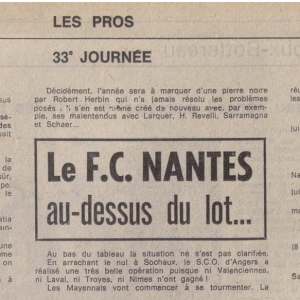 LES PROS
33e JOURNÉE
Décidément, l'année sera à marquer d'une pierre noire
par Robert Herbin qui n'a jamais résolu les problèmes
posés. Il s'en est même créé de nouveau avec, par exem-
ple, ses malentendus avec Larquer, H. Revelli, Sarramagna
et Schaer...
Le F.C. NANTES
au-dessus du lot...
Au bas du tableau la situation ne s'est pas clarifiée.
En arrachant le nul à Sochaux, le S.C.O. d'Angers a
réalisé une très belle opération puisque ni Valenciennes,
ni Laval, ni Troyes, ni Nimes n'ont gagné !
Les Mayennais vont commencer à se tourmenter. La